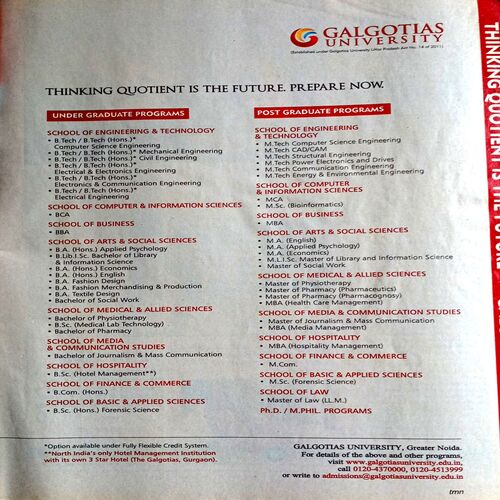 GALGOTIAS
UNIVERSITY
(Established under Galgotias University Uttar Pradesh Act No. 14 of 2011)
THINKING QUOTIENT IS THE FUTURE. PREPARE NOW.
UNDER GRADUATE PROGRAMS
SCHOOL OF ENGINEERING & TECHNOLOGY
• B.Tech / B.Tech (Hons.)*
Computer Science Engineering
• B.Tech / B.Tech (Hons.)* Mechanical Engineering
• B.Tech / B.Tech (Hons.)* Civil Engineering
• B.Tech / B.Tech (Hons.)*
Electrical & Electronics Engineering
• B.Tech / B.Tech (Hons.)*
Electronics & Communication Engineering
• B.Tech / B.Tech (Hons.)*
Electrical Engineering
SCHOOL OF COMPUTER & INFORMATION SCIENCES
• BCA
SCHOOL OF BUSINESS
• BBA
SCHOOL OF ARTS & SOCIAL SCIENCES
• B.A. (Hons.) Applied Psychology
• B.Lib.I.Sc. Bachelor of Library
& Information Science
• B.A. (Hons.) Economics
• B.A. (Hons.) English
• B.A. Fashion Design
• B.A. Fashion Merchandising & Production
• B.A. Textile Design
• Bachelor of Social Work
SCHOOL OF MEDICAL & ALLIED SCIENCES
• Bachelor of Physiotherapy
• B.Sc. (Medical Lab Technology)
• Bachelor of Pharmacy
SCHOOL OF MEDIA
& COMMUNICATION STUDIES
• Bachelor of Journalism & Mass Communication
SCHOOL OF HOSPITALITY
• B.Sc. (Hotel Management**)
SCHOOL OF FINANCE & COMMERCE
• B.Com. (Hons.)
SCHOOL OF BASIC & APPLIED SCIENCES
• B.Sc. (Hons.) Forensic Science
POST GRADUATE PROGRAMS
SCHOOL OF ENGINEERING
& TECHNOLOGY
• M.Tech Computer Science Engineering
• M.Tech CAD/CAM
• M.Tech Structural Engineering
• M.Tech Power Electronics and Drives
• M.Tech Communication Engineering
• M.Tech Energy & Environmental Engineering
SCHOOL OF COMPUTER
& INFORMATION SCIENCES
• MCA
• M.Sc. (Bioinformatics)
SCHOOL OF BUSINESS
• MBA
SCHOOL OF ARTS & SOCIAL SCIENCES
• M.A. (English)
• M.A. (Applied Psychology)
• M.A. (Economics)
• M.L.I.Sc. Master of Library and Information Science
• Master of Social Work
SCHOOL OF MEDICAL & ALLIED SCIENCES
• Master of Physiotherapy
• Master of Pharmacy (Pharmaceutics)
• Master of Pharmacy (Pharmacognosy)
• MBA (Health Care Management)
SCHOOL OF MEDIA & COMMUNICATION STUDIES
• Master of Journalism & Mass Communication
• MBA (Media Management)
SCHOOL OF HOSPITALITY
• MBA (Hospitality Management)
SCHOOL OF FINANCE & COMMERCE
• M.Com.
SCHOOL OF BASIC & APPLIED SCIENCES
• M.Sc. (Forensic Science)
SCHOOL OF LAW
• Master of Law (LL.M.)
Ph.D. / M.PHIL. PROGRAMS
*Option available under Fully Flexible Credit System.
**North India's only Hotel Management Institution
with its own 3 Star Hotel (The Galgotias, Gurgaon).
GALGOTIAS UNIVERSITY, Greater Noida.
For details of the above and other programs,
visit www.galgotiasuniversity.edu.in,
call 0120-4370000, 0120-4513999
or write to admissions@galgotiasuniversity.edu.in
tmn
THINKING QUOTIENT IS THE FUTURE